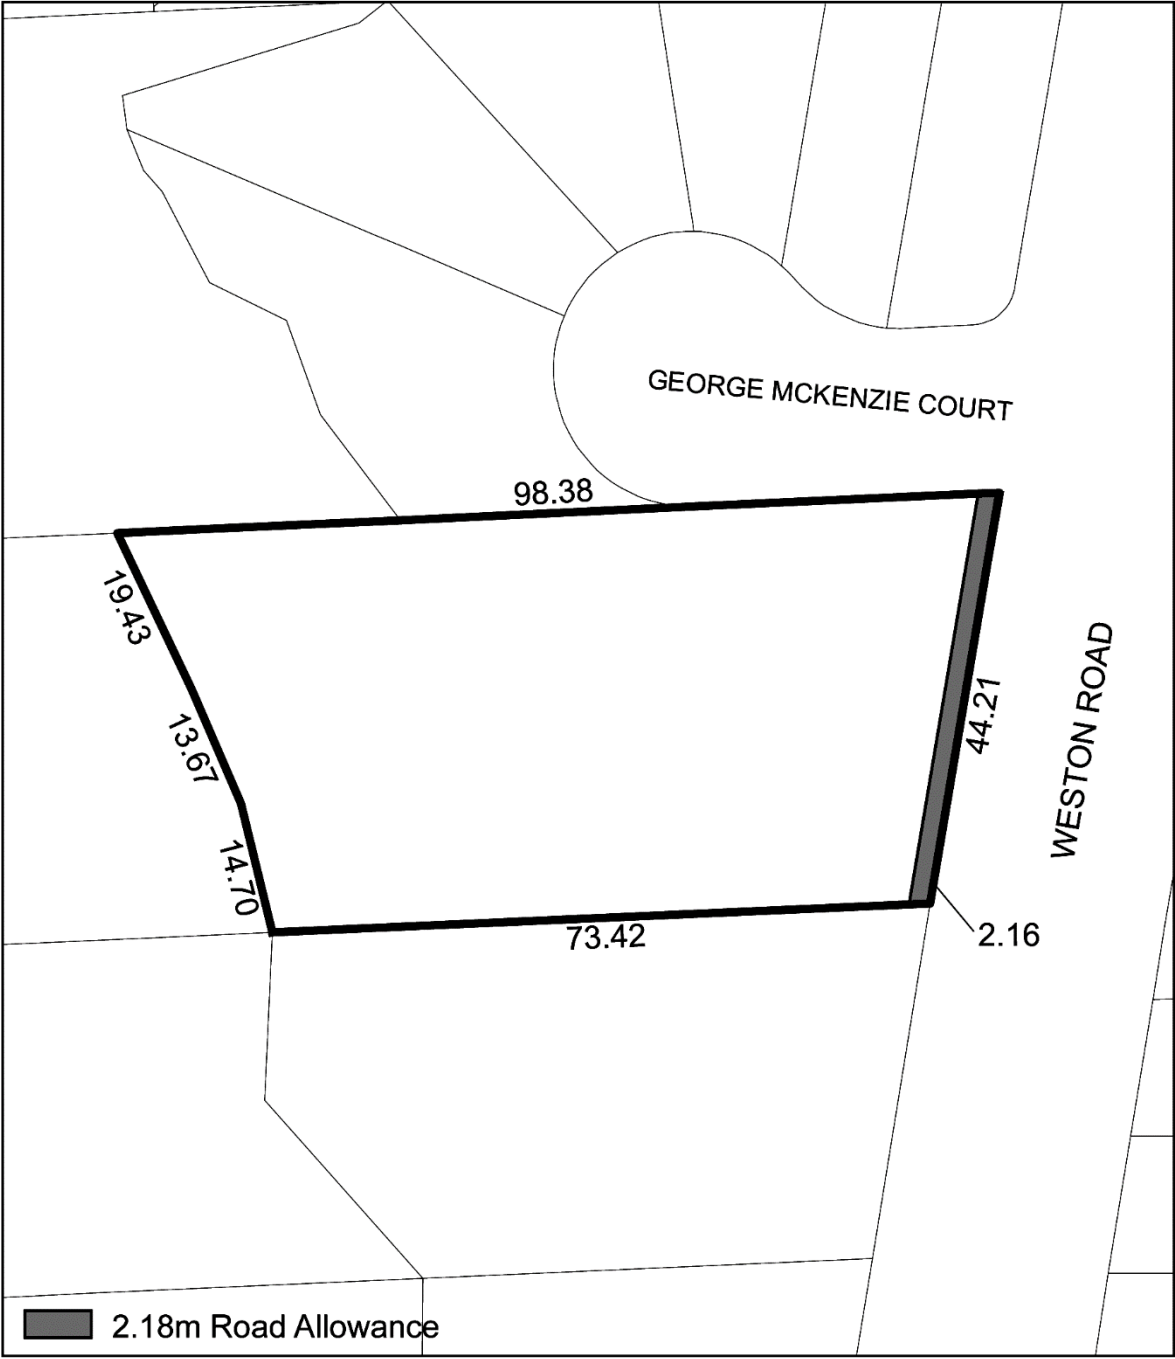 GEORGE MCKENZIE COURT
98.38
19.43
13.67
14.70
44.21
WESTON ROAD
73.42
2.16
2.18m Road Allowance